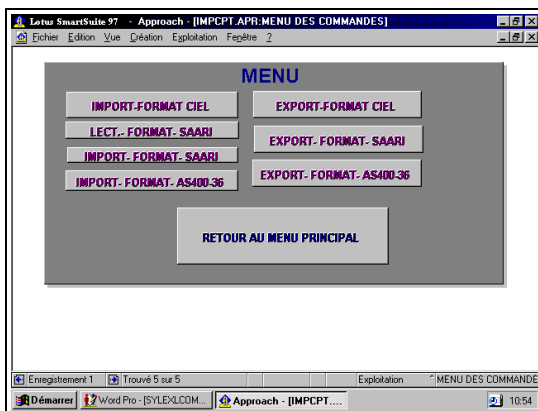 Lotus SmartSuite 97 - Approach - [IMPCPT.APR:MENU DES COMMANDES]
Fichier Edition Vue Création Exploitation Fenêtre ?
MENU
IMPORT-FORMAT CIEL
EXPORT-FORMAT CIEL
LECT.- FORMAT- SAARI
EXPORT- FORMAT- SAARI
IMPORT- FORMAT- SAARI
IMPORT- FORMAT- AS400-36
EXPORT- FORMAT- AS400-36
RETOUR AU MENU PRINCIPAL
Enregistrement 1 Trouvé 5 sur 5 Exploitation MENU DES COMMANDE
Démarrer Word Pro - [SYLEXLCOM... Approach - [IMPCPT.... 10:54